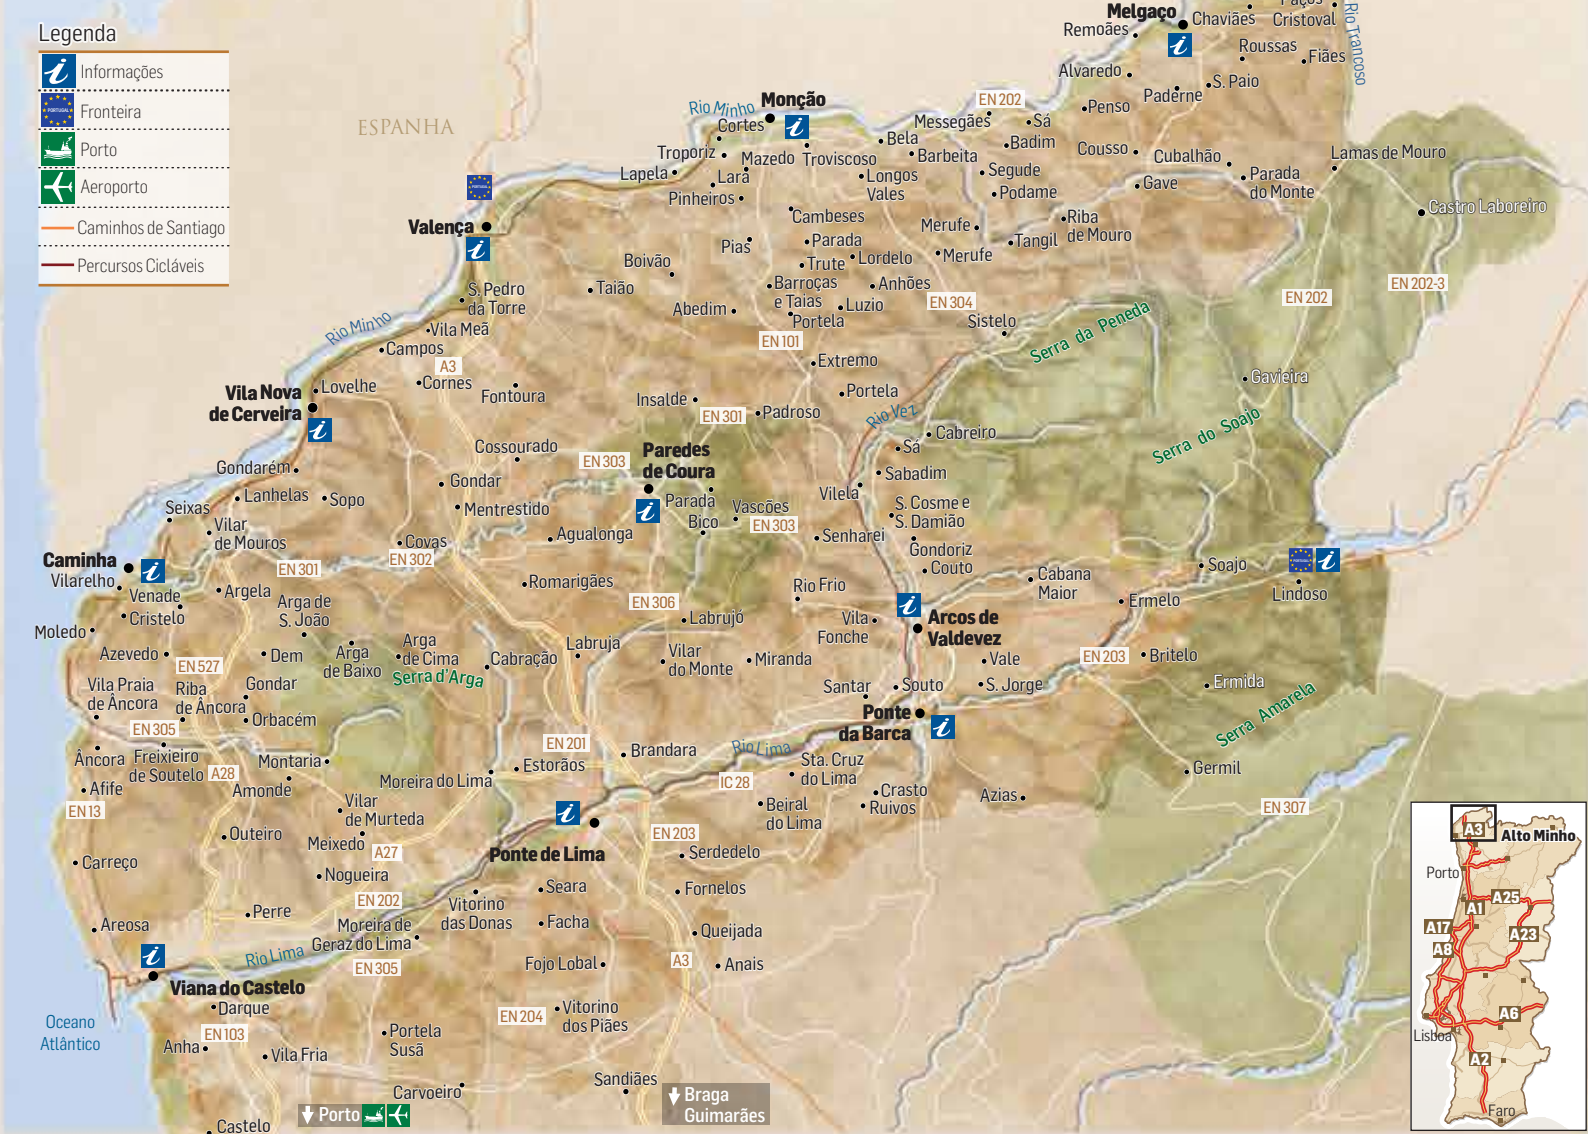 Legenda
Informações
PORTUGAL
Fronteira
Porto
Aeroporto
Caminhos de Santiago
Percursos Cicláveis
ESPANHA
Melgaço
Chaviães
Cristoval
Remoães
Rio Trancoso
Roussas
Fiães
Alvaredo
Paderne
S. Paio
Penso
EN 202
Rio Minho
Monção
Cortes
Messegães
Sá
Bela
Badim
Troporiz
Mazedo
Troviscoso
Barbeita
Cousso
Cubalhão
Lamas de Mouro
Lapela
Lara
Longos
Vales
Segude
Podame
Gave
Parada
do Monte
Pinheiros
Castro Laboreiro
Valença
Cambeses
Merufe
Riba
de Mouro
Tangil
Pias
Parada
Lordelo
Merufe
Boivão
Trute
Taião
Barroças
e Taias
Anhões
EN 202
EN 202-3
S. Pedro
da Torre
Abedim
Luzio
EN 304
Portela
Sistelo
Serra da Peneda
Rio Minho
Vila Meã
EN 101
Campos
A3
Extremo
Cornes
Lovelhe
Fontoura
Portela
Gavieira
Vila Nova
de Cerveira
Insalde
EN 301
Padroso
Rio Vez
Cabreiro
Serra do Soajo
Sá
Cossourado
Paredes
de Coura
EN 303
Gondarém
Gondar
Sabadim
Vilela
Lanhelas
Sopo
Parada
Mentrestido
Vascões
S. Cosme e
S. Damião
Seixas
Bico
EN 303
Vilar
de Mouros
Agualonga
Senharei
Covas
Gondoriz
Caminha
EN 302
Couto
Soajo
EN 301
Vilarelho
Romarigães
Cabana
Maior
Rio Frio
Lindoso
Venade
Argela
Ermelo
Arga de
S. João
EN 306
Cristelo
Labrujó
Vila
Fonche
Arcos de
Valdevez
Moledo
Labruja
Azevedo
Dem
Arga
de Baixo
Arga
de Cima
Cabração
Vilar
do Monte
Miranda
Vale
EN 203
Britelo
EN 527
Serra d'Arga
Vila Praia
de Âncora
Riba
de Âncora
Gondar
Santar
Souto
S. Jorge
Ermida
Orbacém
Ponte
da Barca
Serra Amarela
EN 305
EN 201
Brandara
Rio Lima
Âncora
Freixieiro
de Soutelo
Montaria
Estorãos
Sta. Cruz
do Lima
Germil
A28
Moreira do Lima
IC 28
Afife
Amonde
Crasto
Azias
EN 13
Vilar
de Murteda
Beiral
do Lima
Ruivos
EN 307
Outeiro
Meixedo
EN 203
A27
Ponte de Lima
Serdedelo
Carreço
Nogueira
Seara
Fornelos
EN 202
Vitorino
das Donas
Perre
Areosa
Moreira de
Geraz do Lima
Facha
Queijada
Rio Lima
EN 305
Fojo Lobal
A3
Anais
Viana do Castelo
Darque
EN 204
Vitorino
dos Piães
Oceano
Atlântico
EN 103
Portela
Susã
Anha
Vila Fria
Sandiães
Carvoeiro
Braga
Guimarães
Porto
Castelo
A3
Alto Minho
Porto
A25
A1
A17
A23
A8
A6
Lisboa
A2
Faro